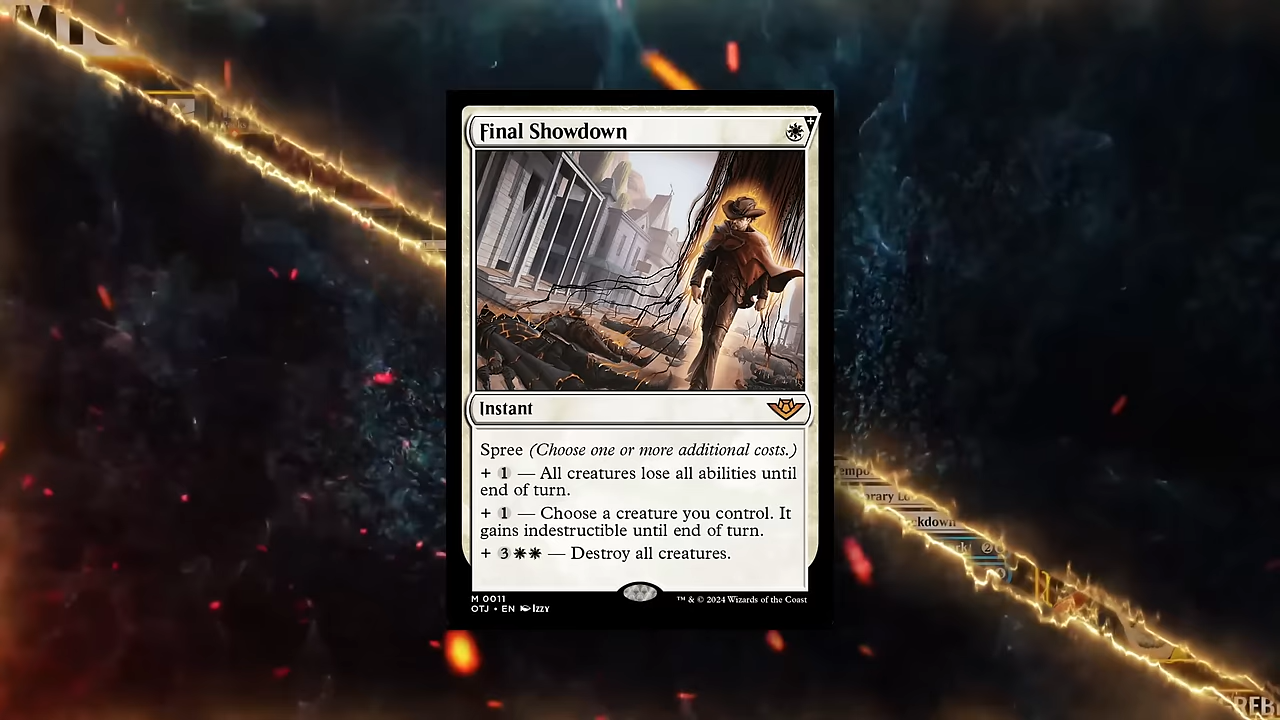 Final Showdown
Instant
Spree (Choose one or more additional costs.)
+ 1 — All creatures lose all abilities until
end of turn.
+ 1 — Choose a creature you control. It
gains indestructible until end of turn.
+ 3 — Destroy all creatures.
M 0011
OTJ • EN Izzy
™ & © 2024 Wizards of the Coast